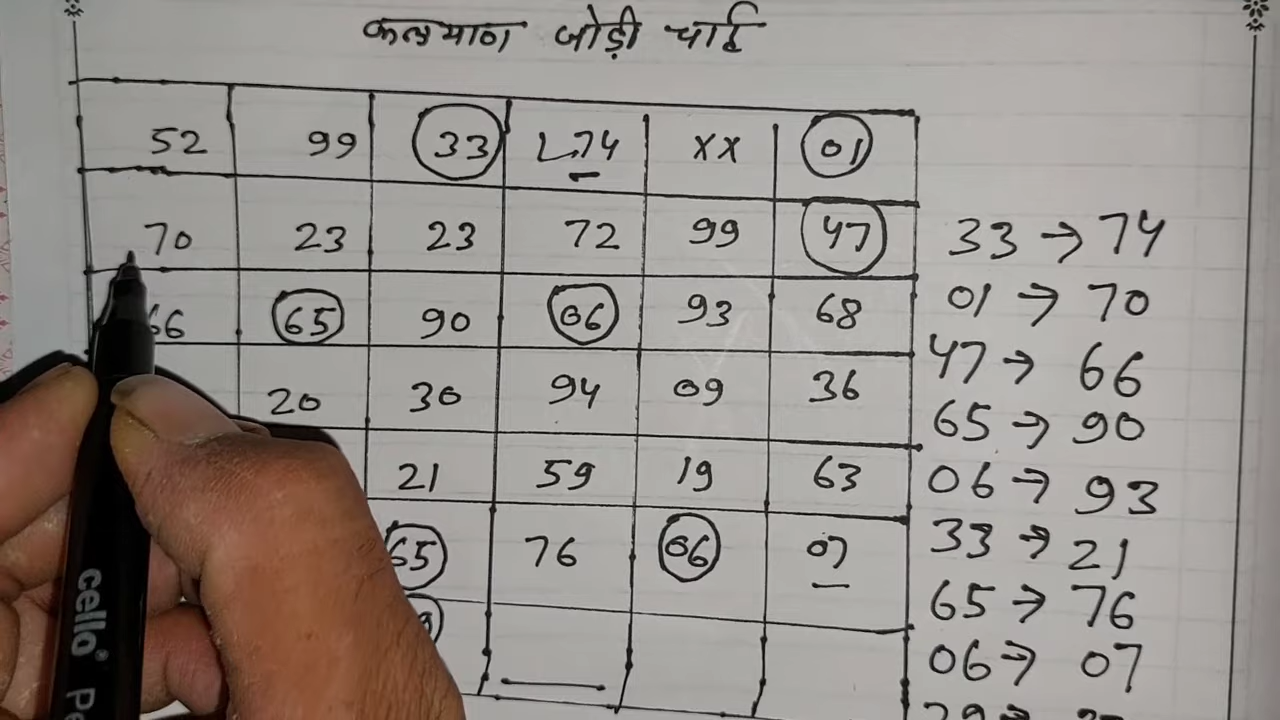 कल्याण जोड़ी चार्ट
52 99 33 74 XX 01
70 23 23 72 99 47
66 65 90 06 93 68
20 30 94 09 36
21 59 19 63
65 76 06 07
33 → 74
01 → 70
47 → 66
65 → 90
06 → 93
33 → 21
65 → 76
06 → 07
cello